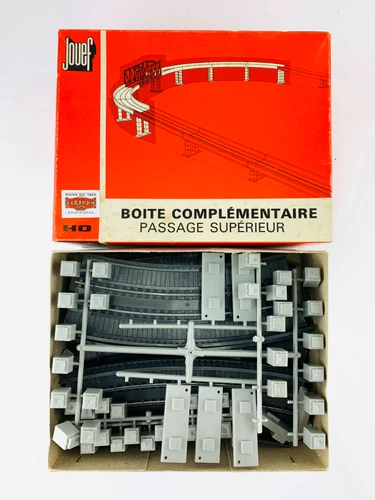 Jouef
BOITE COMPLÉMENTAIRE
PASSAGE SUPÉRIEUR
HO